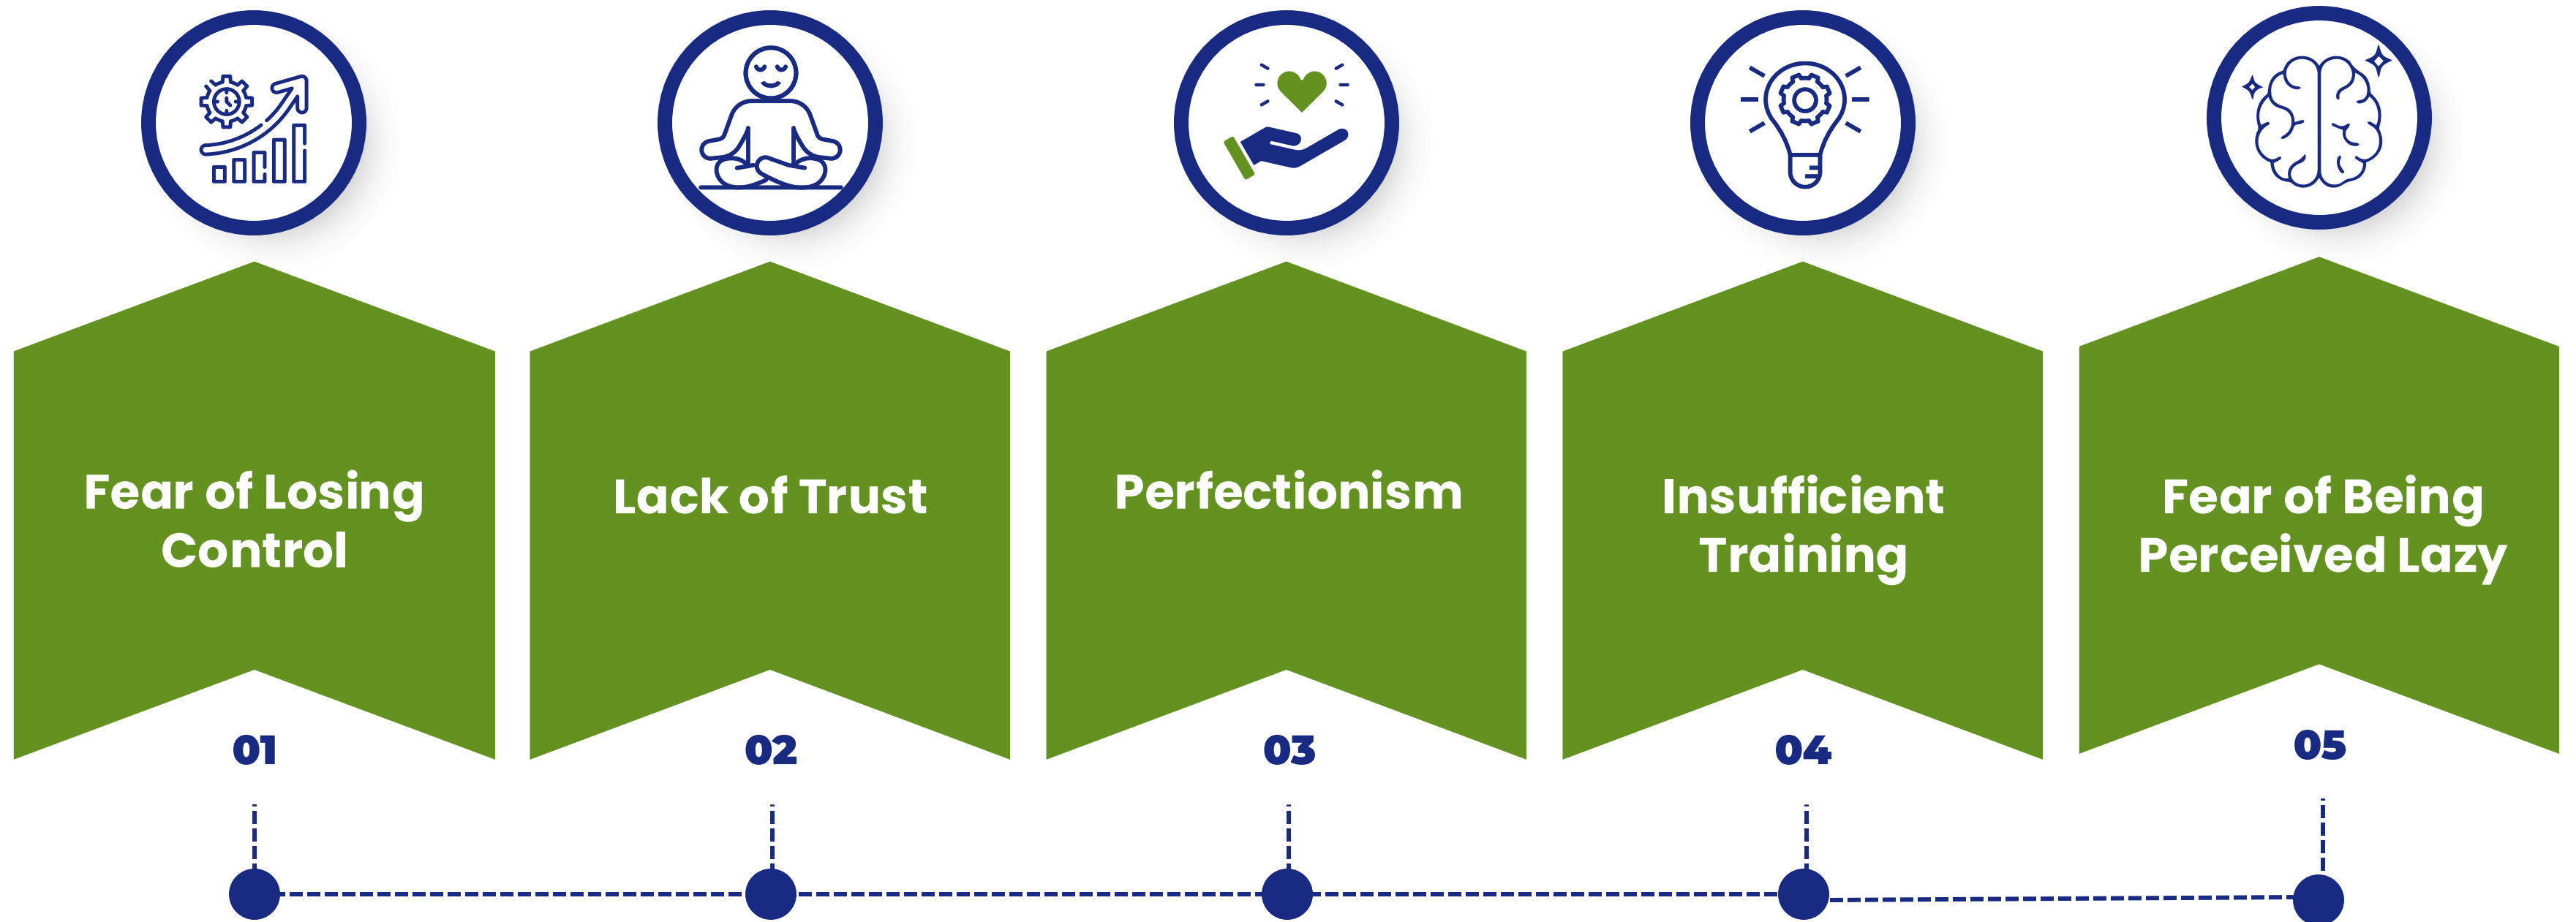 Fear of Losing
Control
Lack of Trust
Perfectionism
Insufficient
Training
Fear of Being
Perceived Lazy
01
02
03
04
05